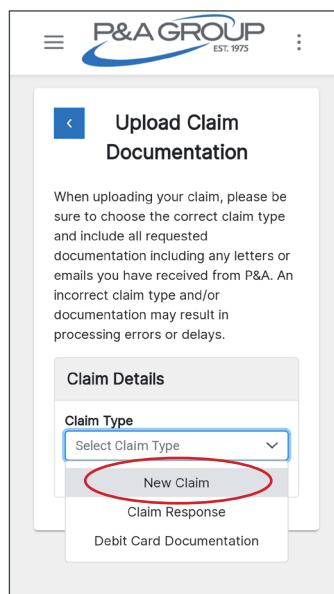 P&A GROUP
EST. 1975
Upload Claim
Documentation
When uploading your claim, please be
sure to choose the correct claim type
and include all requested
documentation including any letters or
emails you have received from P&A. An
incorrect claim type and/or
documentation may result in
processing errors or delays.
Claim Details
Claim Type
Select Claim Type
New Claim
Claim Response
Debit Card Documentation